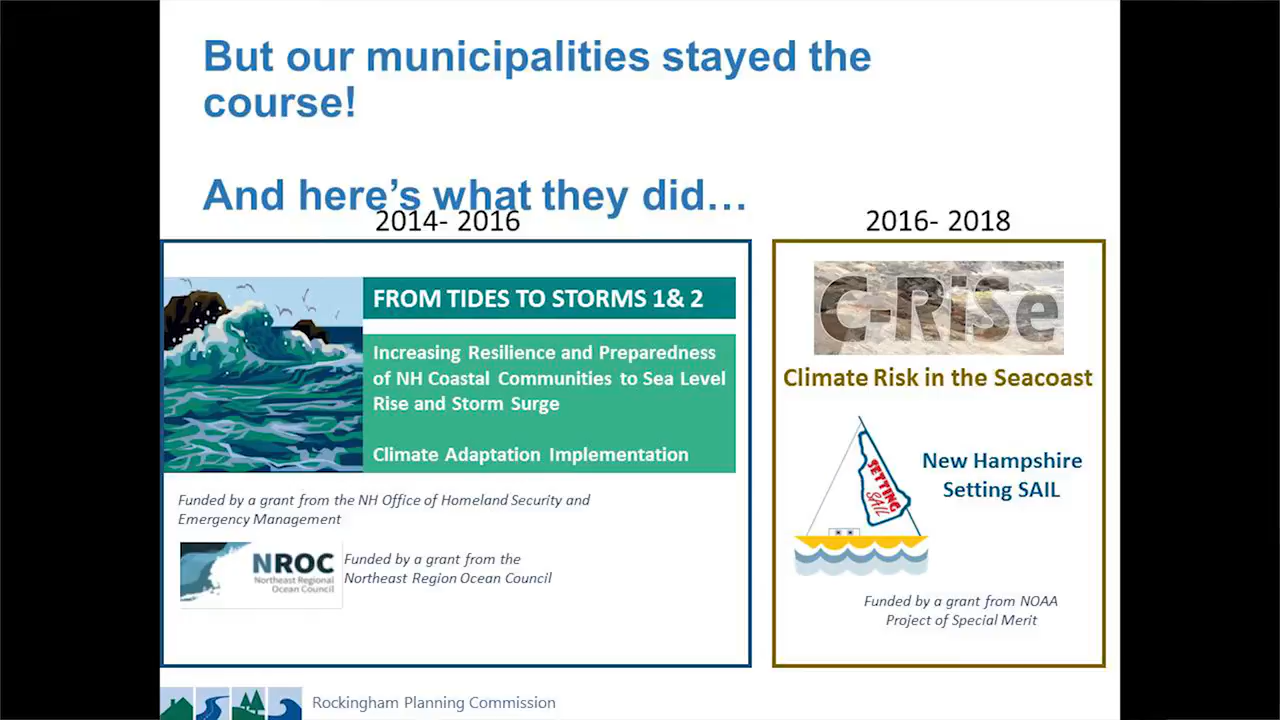 But our municipalities stayed the
course!
And here's what they did…
2014- 2016
FROM TIDES TO STORMS 1& 2
Increasing Resilience and Preparedness
of NH Coastal Communities to Sea Level
Rise and Storm Surge
Climate Adaptation Implementation
Funded by a grant from the NH Office of Homeland Security and
Emergency Management
NROC
Northeast Regional
Ocean Council
Funded by a grant from the
Northeast Region Ocean Council
2016- 2018
C-RiSe
Climate Risk in the Seacoast
SETTING
SAIL
New Hampshire
Setting SAIL
Funded by a grant from NOAA
Project of Special Merit
Rockingham Planning Commission